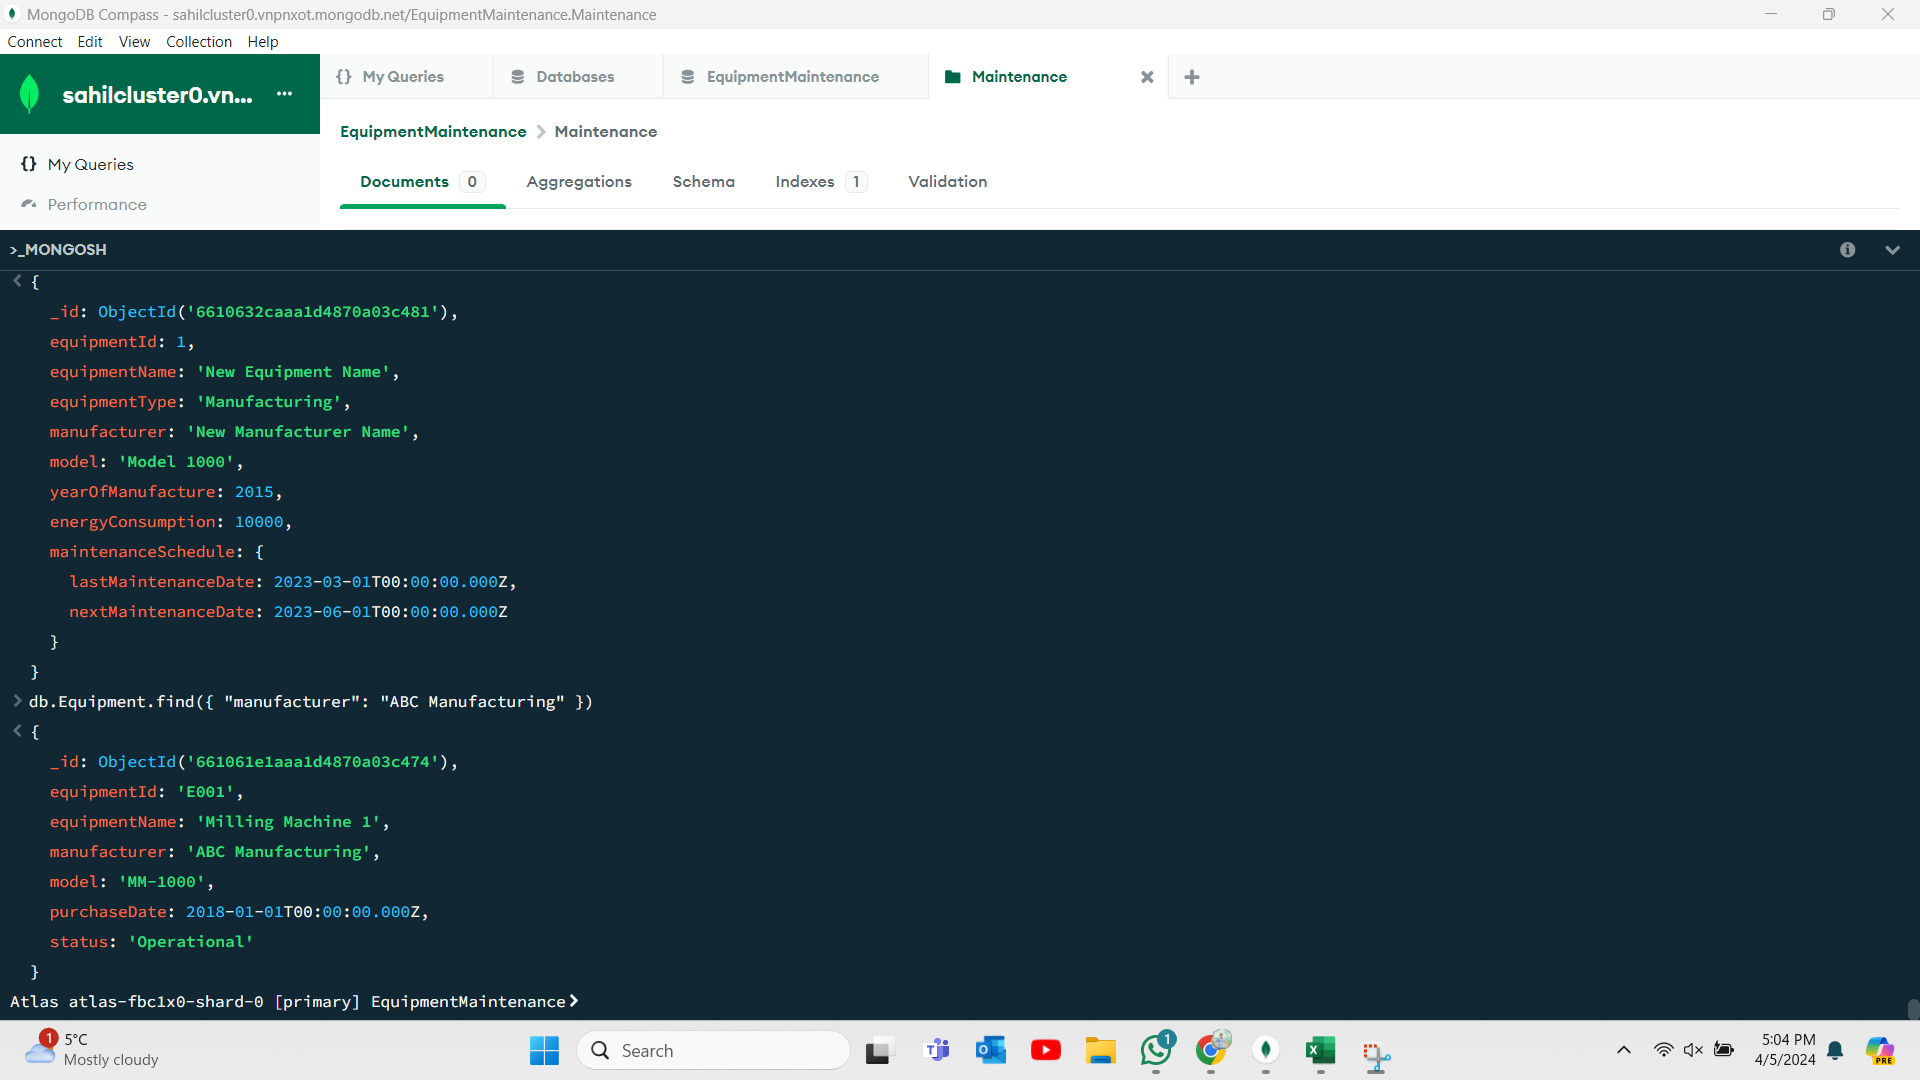 MongoDB Compass - sahilcluster0.vnpnxot.mongodb.net/EquipmentMaintenance.Maintenance
Connect Edit View Collection Help
sahilcluster0.vn... ...
{} My Queries
Databases
EquipmentMaintenance
Maintenance
EquipmentMaintenance > Maintenance
{} My Queries
Performance
Documents 0 Aggregations Schema Indexes 1 Validation
>_MONGOSH
< {
_id: ObjectId('6610632caaa1d4870a03c481'),
equipmentId: 1,
equipmentName: 'New Equipment Name',
equipmentType: 'Manufacturing',
manufacturer: 'New Manufacturer Name',
model: 'Model 1000',
yearOfManufacture: 2015,
energyConsumption: 10000,
maintenanceSchedule: {
lastMaintenanceDate: 2023-03-01T00:00:00.000Z,
nextMaintenanceDate: 2023-06-01T00:00:00.000Z
}
}
> db.Equipment.find({ "manufacturer": "ABC Manufacturing" })
< {
_id: ObjectId('661061e1aaa1d4870a03c474'),
equipmentId: 'E001',
equipmentName: 'Milling Machine 1',
manufacturer: 'ABC Manufacturing',
model: 'MM-1000',
purchaseDate: 2018-01-01T00:00:00.000Z,
status: 'Operational'
}
Atlas atlas-fbc1x0-shard-0 [primary] EquipmentMaintenance>
1
5°C
Mostly cloudy
Search
1
5:04 PM
4/5/2024
PRE